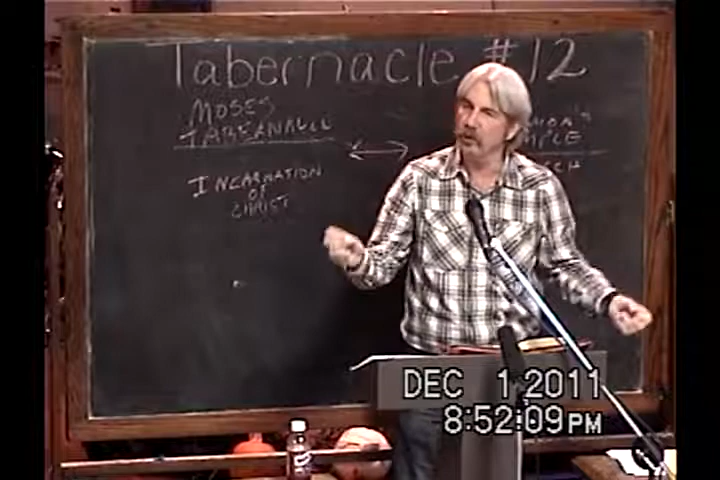 Tabernacle #12
MOSES
TABERNACLE
INCARNATION
OF
CHRIST
DEC 1 2011
8:52:09 PM